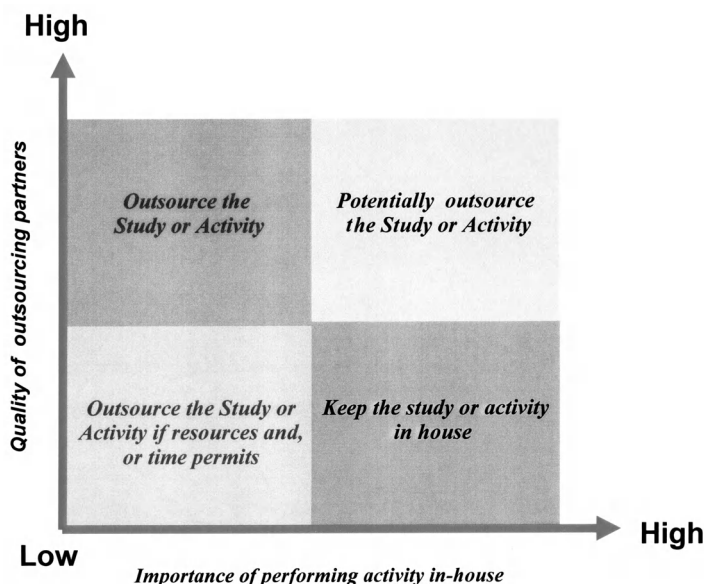 High
Quality of outsourcing partners
Outsource the
Study or Activity
Potentially outsource
the Study or Activity
Outsource the Study or
Activity if resources and,
or time permits
Keep the study or activity
in house
High
Low
Importance of performing activity in-house